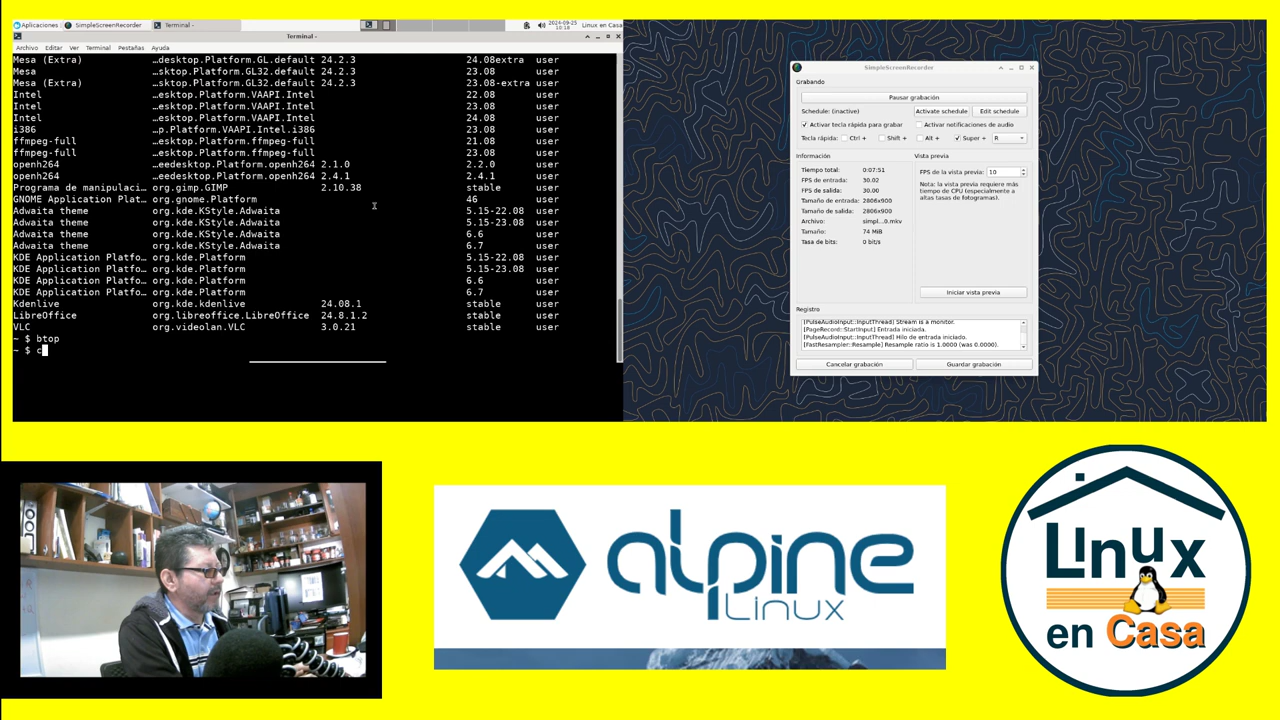 Aplicaciones SimpleScreenRecorder Terminal - 2024-09-25 10:18 Linux en Casa
Terminal -
Archivo Editar Ver Terminal Pestañas Ayuda
Mesa (Extra) …desktop.Platform.GL.default 24.2.3 24.08extra user
Mesa …sktop.Platform.GL32.default 24.2.3 23.08 user
Mesa (Extra) …sktop.Platform.GL32.default 24.2.3 23.08-extra user
Intel …esktop.Platform.VAAPI.Intel 22.08 user
Intel …esktop.Platform.VAAPI.Intel 23.08 user
Intel …esktop.Platform.VAAPI.Intel 24.08 user
i386 …p.Platform.VAAPI.Intel.i386 23.08 user
ffmpeg-full …esktop.Platform.ffmpeg-full 21.08 user
ffmpeg-full …esktop.Platform.ffmpeg-full 23.08 user
openh264 …eedesktop.Platform.openh264 2.1.0 2.2.0 user
openh264 …eedesktop.Platform.openh264 2.4.1 2.4.1 user
Programa de manipulaci… org.gimp.GIMP 2.10.38 stable user
GNOME Application Plat… org.gnome.Platform 46 user
Adwaita theme org.kde.KStyle.Adwaita 5.15-22.08 user
Adwaita theme org.kde.KStyle.Adwaita 5.15-23.08 user
Adwaita theme org.kde.KStyle.Adwaita 6.6 user
Adwaita theme org.kde.KStyle.Adwaita 6.7 user
KDE Application Platfo… org.kde.Platform 5.15-22.08 user
KDE Application Platfo… org.kde.Platform 5.15-23.08 user
KDE Application Platfo… org.kde.Platform 6.6 user
KDE Application Platfo… org.kde.Platform 6.7 user
Kdenlive org.kde.kdenlive 24.08.1 stable user
LibreOffice org.libreoffice.LibreOffice 24.8.1.2 stable user
VLC org.videolan.VLC 3.0.21 stable user
~ $ btop
~ $ c
SimpleScreenRecorder
Grabando
Pausar grabación
Schedule: (inactive) Activate schedule Edit schedule
Activar tecla rápida para grabar Activar notificaciones de audio
Tecla rápida: Ctrl + Shift + Alt + Super + R
Información
Tiempo total: 0:07:51
FPS de entrada: 30.02
FPS de salida: 30.00
Tamaño de entrada: 2806x900
Tamaño de salida: 2806x900
Archivo: simpl…0.mkv
Tamaño: 74 MiB
Tasa de bits: 0 bit/s
Vista previa
FPS de la vista previa: 10
Nota: la vista previa requiere más
tiempo de CPU (especialmente a
altas tasas de fotogramas).
Iniciar vista previa
Registro
[PulseAudioInput::InputThread] Stream is a monitor.
[PageRecord::StartInput] Entrada iniciada.
[PulseAudioInput::InputThread] Hilo de entrada iniciado.
[FastResampler::Resample] Resample ratio is 1.0000 (was 0.0000).
Cancelar grabación Guardar grabación
alpine
Linux
Linux
en Casa